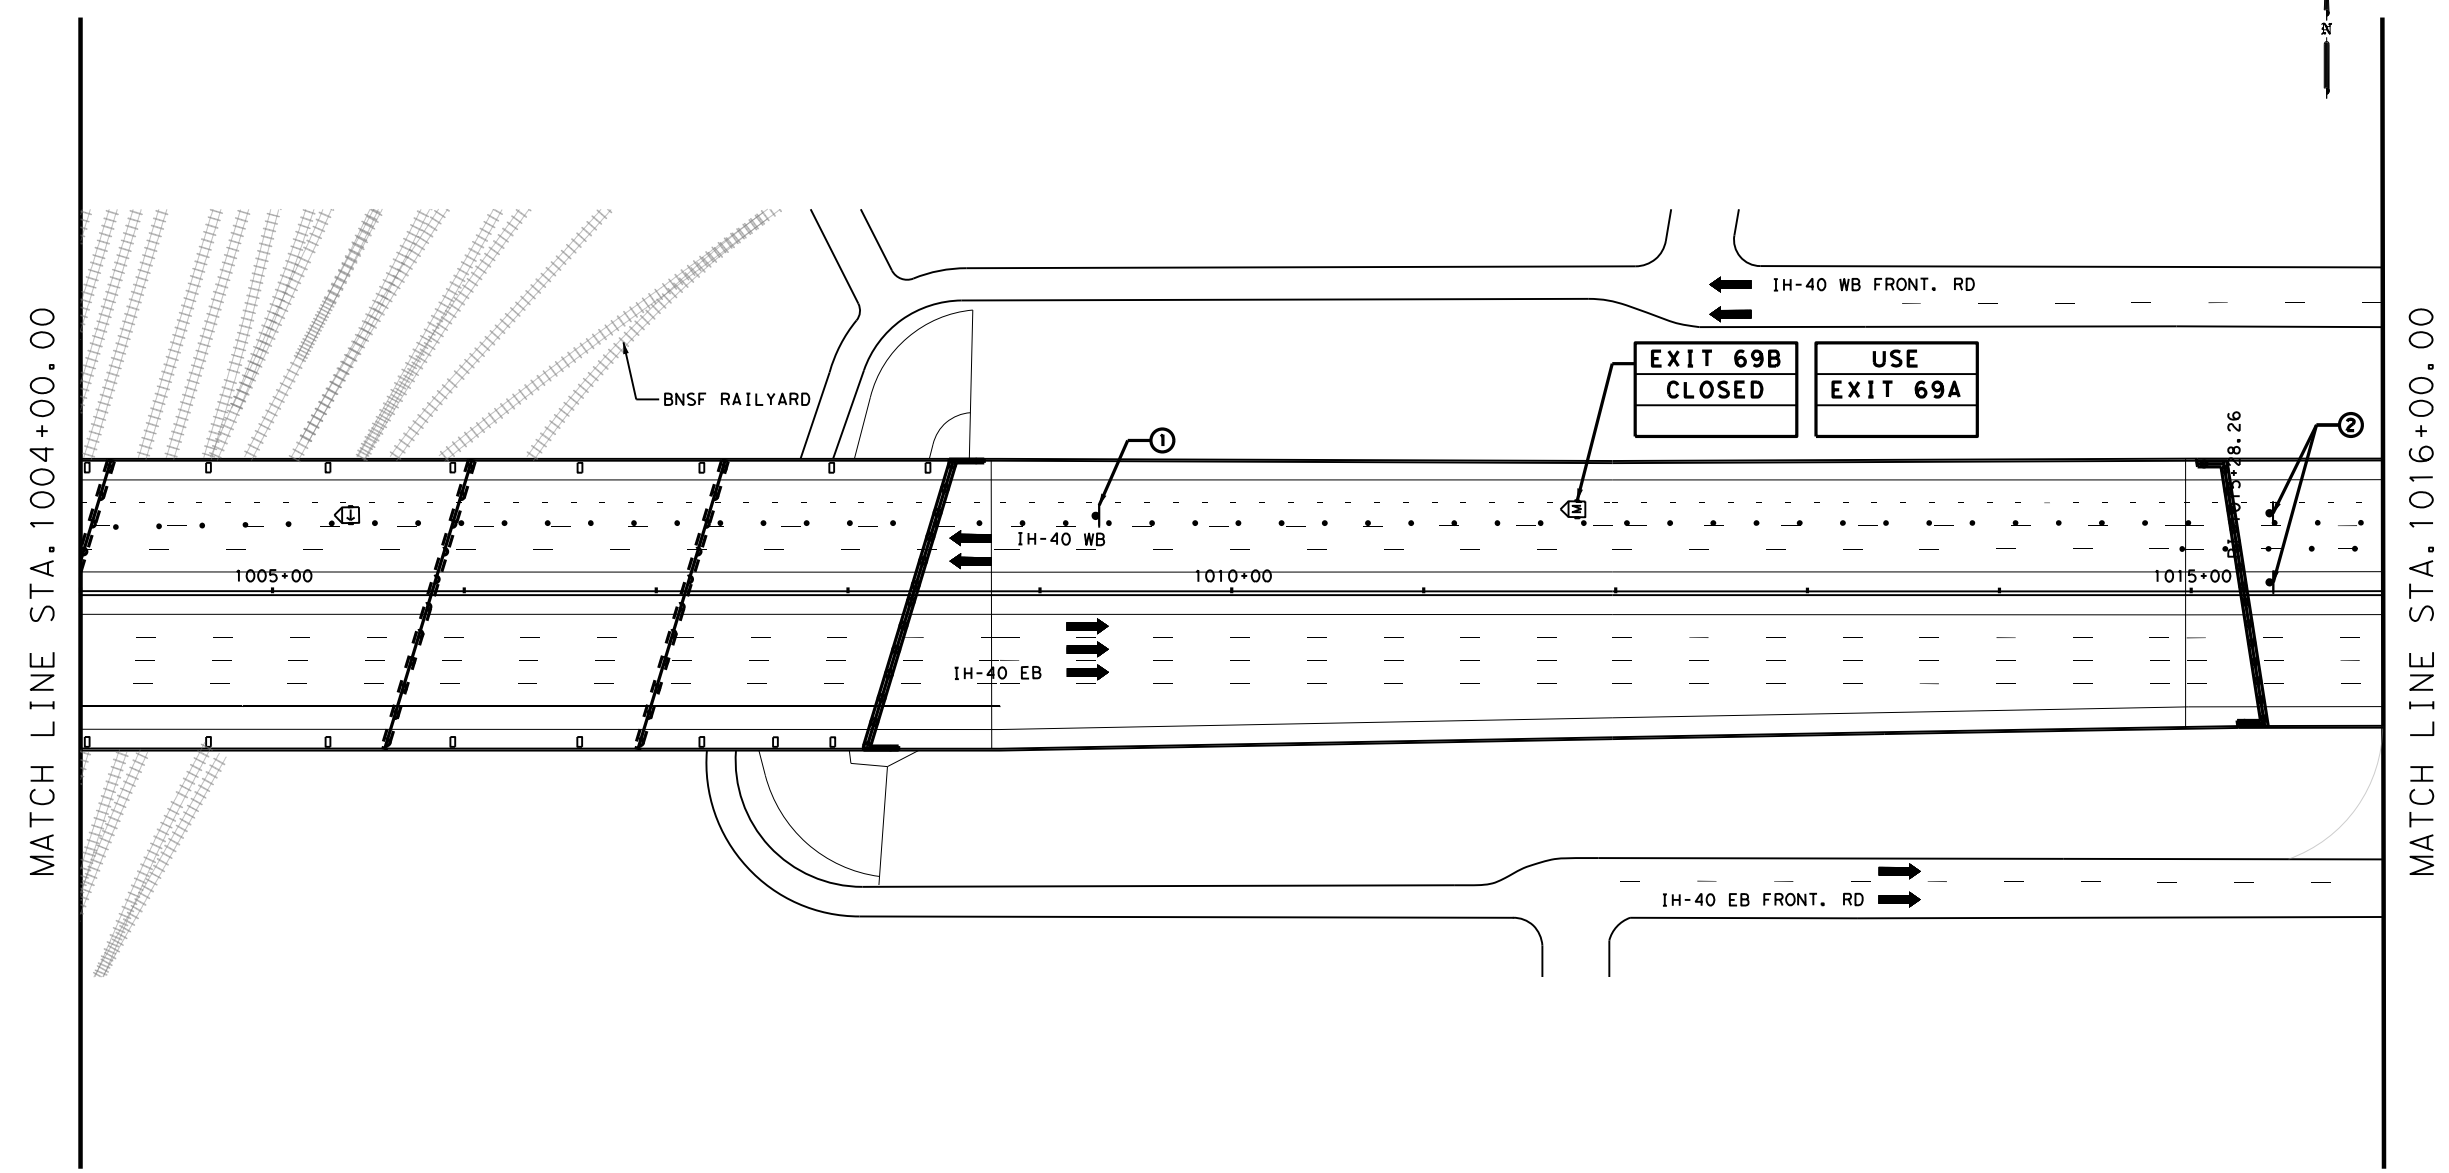 N
MATCH LINE STA. 1004+00.00
IH-40 WB FRONT. RD
EXIT 69B
CLOSED
USE
EXIT 69A
BNSF RAILYARD
1
2
M
IH-40 WB
1005+00
1010+00
1015+00
IH-40 EB
IH-40 EB FRONT. RD
MATCH LINE STA. 1016+00.00